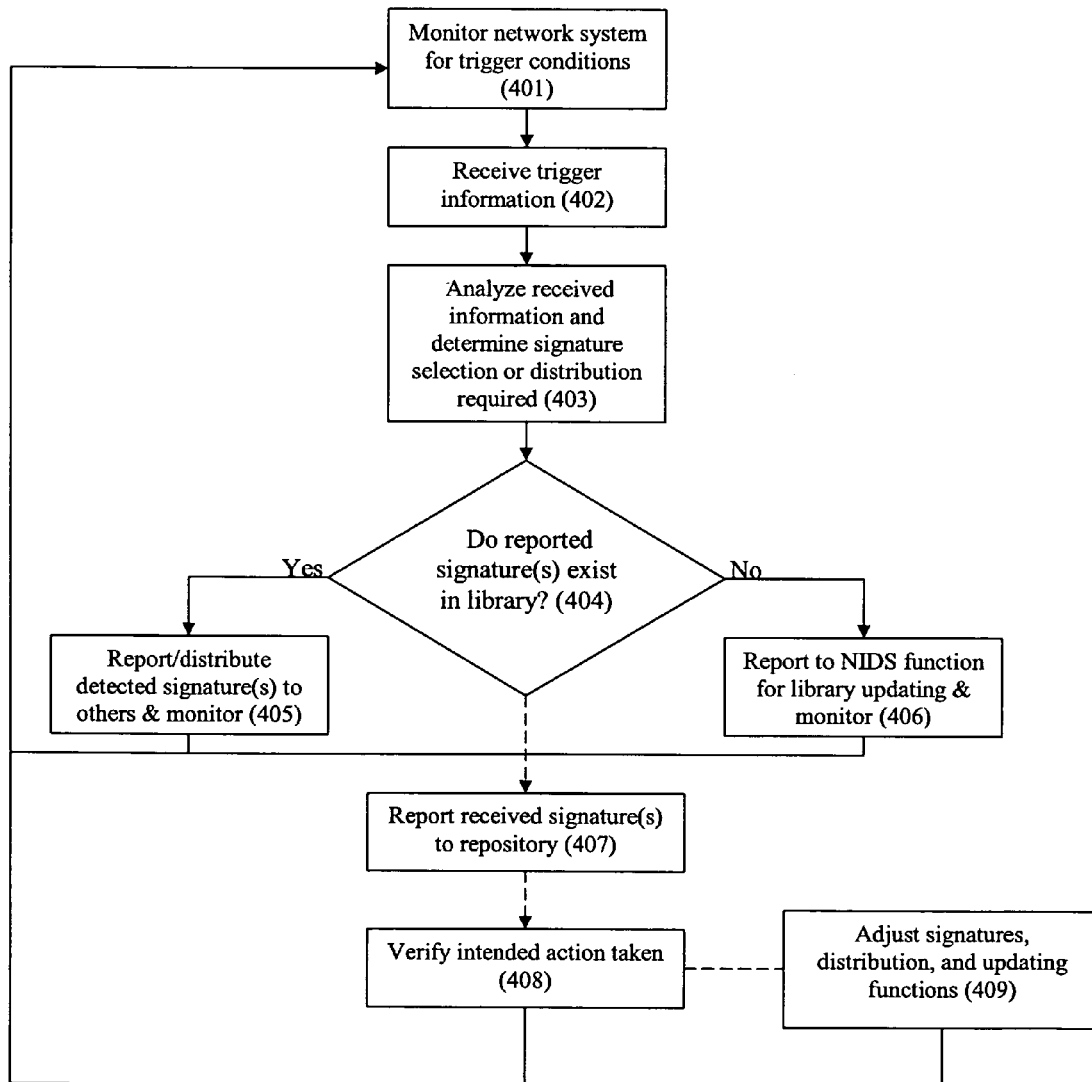 Monitor network system
for trigger conditions
(401)
Receive trigger
information (402)
Analyze received
information and
determine signature
selection or distribution
required (403)
Do reported
signature(s) exist
in library? (404)
Yes
No
Report/distribute
detected signature(s) to
others & monitor (405)
Report to NIDS function
for library updating &
monitor (406)
Report received signature(s)
to repository (407)
Verify intended action taken
(408)
Adjust signatures,
distribution, and updating
functions (409)